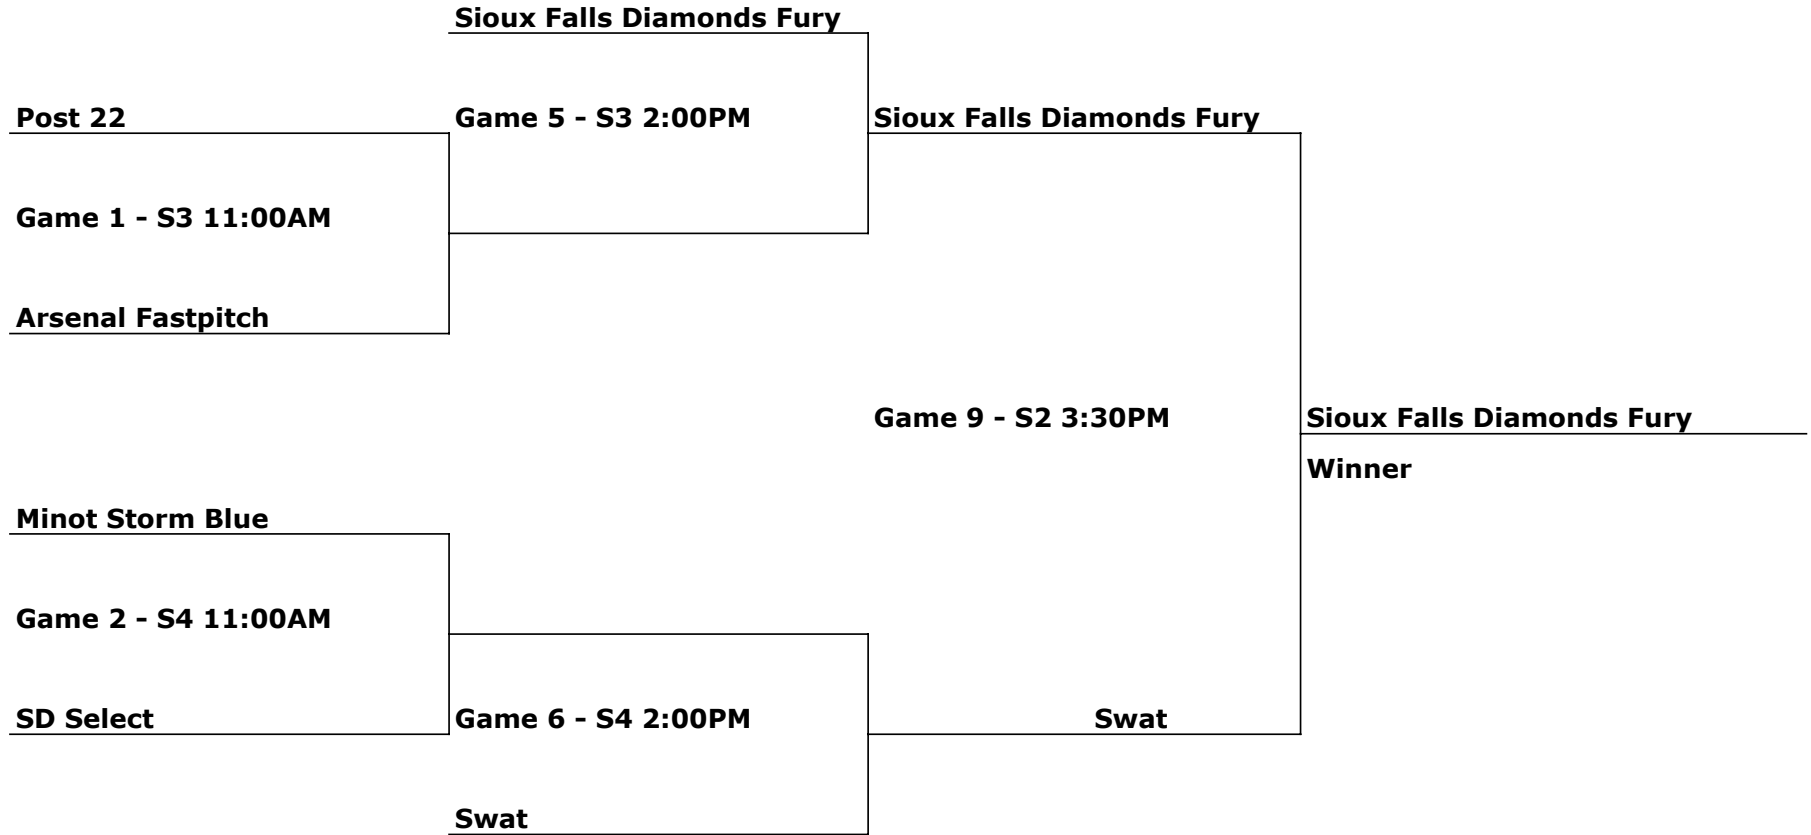 Sioux Falls Diamonds Fury
Post 22
Game 5 - S3 2:00PM
Sioux Falls Diamonds Fury
Game 1 - S3 11:00AM
Arsenal Fastpitch
Game 9 - S2 3:30PM
Sioux Falls Diamonds Fury
Winner
Minot Storm Blue
Game 2 - S4 11:00AM
SD Select
Game 6 - S4 2:00PM
Swat
Swat